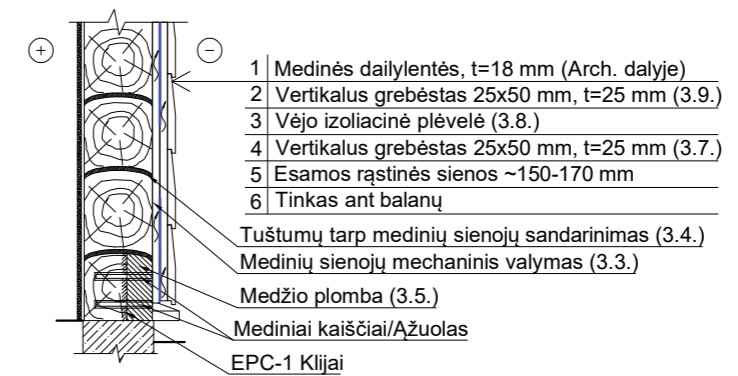 +
−
1 Medinės dailylentės, t=18 mm (Arch. dalyje)
2 Vertikalus grebėstas 25x50 mm, t=25 mm (3.9.)
3 Vėjo izoliacinė plėvelė (3.8.)
4 Vertikalus grebėstas 25x50 mm, t=25 mm (3.7.)
5 Esamos rąstinės sienos ~150-170 mm
6 Tinkas ant balanų
Tuštumų tarp medinių sienojų sandarinimas (3.4.)
Medinių sienojų mechaninis valymas (3.3.)
Medžio plomba (3.5.)
Mediniai kaiščiai/Ąžuolas
EPC-1 Klijai